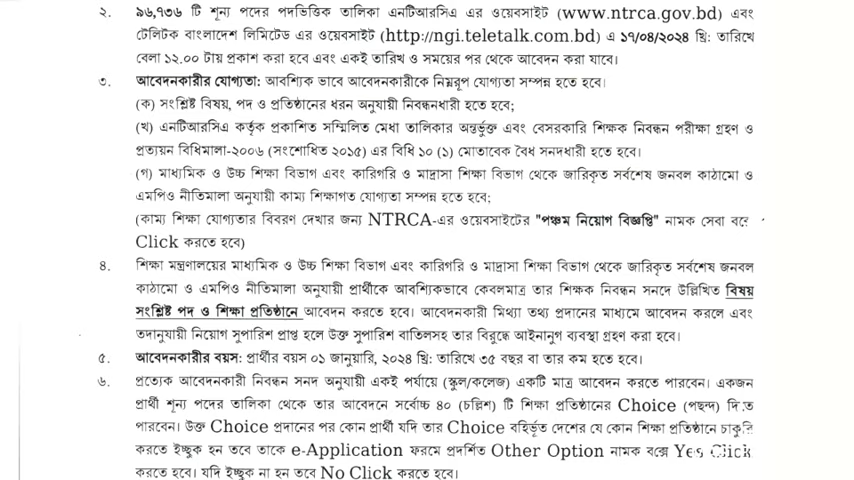 ২. ৯৬,৭৩৬ টি শূন্য পদের পদভিত্তিক তালিকা এনটিআরসিএ এর ওয়েবসাইট (www.ntrca.gov.bd) এবং
টেলিটক বাংলাদেশ লিমিটেড এর ওয়েবসাইট (http://ngi.teletalk.com.bd) এ ১৭/০৪/২০২৪ খ্রি: তারিখে
বেলা ১২.০০ টায় প্রকাশ করা হবে এবং একই তারিখ ও সময়ের পর থেকে আবেদন করা যাবে।
৩. আবেদনকারীর যোগ্যতা: আবশ্যিক ভাবে আবেদনকারীকে নিম্নরূপ যোগ্যতা সম্পন্ন হতে হবে।
(ক) সংশ্লিষ্ট বিষয়, পদ ও প্রতিষ্ঠানের ধরন অনুযায়ী নিবন্ধনধারী হতে হবে;
(খ) এনটিআরসিএ কর্তৃক প্রকাশিত সম্মিলিত মেধা তালিকার অন্তর্ভুক্ত এবং বেসরকারি শিক্ষক নিবন্ধন পরীক্ষা গ্রহণ ও
প্রত্যয়ন বিধিমালা-২০০৬ (সংশোধিত ২০১৫) এর বিধি ১০ (১) মোতাবেক বৈধ সনদধারী হতে হবে।
(গ) মাধ্যমিক ও উচ্চ শিক্ষা বিভাগ এবং কারিগরি ও মাদ্রাসা শিক্ষা বিভাগ থেকে জারিকৃত সর্বশেষ জনবল কাঠামো ও
এমপিও নীতিমালা অনুযায়ী কাম্য শিক্ষাগত যোগ্যতা সম্পন্ন হতে হবে;
(কাম্য শিক্ষা যোগ্যতার বিবরণ দেখার জন্য NTRCA-এর ওয়েবসাইটের "পঞ্চম নিয়োগ বিজ্ঞপ্তি" নামক সেবা বক্সে
Click করতে হবে)
৪. শিক্ষা মন্ত্রণালয়ের মাধ্যমিক ও উচ্চ শিক্ষা বিভাগ এবং কারিগরি ও মাদ্রাসা শিক্ষা বিভাগ থেকে জারিকৃত সর্বশেষ জনবল
কাঠামো ও এমপিও নীতিমালা অনুযায়ী প্রার্থীকে আবশ্যিকভাবে কেবলমাত্র তার শিক্ষক নিবন্ধন সনদে উল্লিখিত বিষয়
সংশ্লিষ্ট পদ ও শিক্ষা প্রতিষ্ঠানে আবেদন করতে হবে। আবেদনকারী মিথ্যা তথ্য প্রদানের মাধ্যমে আবেদন করলে এবং
তদানুযায়ী নিয়োগ সুপারিশ প্রাপ্ত হলে উক্ত সুপারিশ বাতিলসহ তার বিরুদ্ধে আইনানুগ ব্যবস্থা গ্রহণ করা হবে।
৫. আবেদনকারীর বয়স: প্রার্থীর বয়স ০১ জানুয়ারি, ২০২৪ খ্রি: তারিখে ৩৫ বছর বা তার কম হতে হবে।
৬. প্রত্যেক আবেদনকারী নিবন্ধন সনদ অনুযায়ী একই পর্যায়ে (স্কুল/কলেজ) একটি মাত্র আবেদন করতে পারবেন। একজন
প্রার্থী শূন্য পদের তালিকা থেকে তার আবেদনে সর্বোচ্চ ৪০ (চল্লিশ) টি শিক্ষা প্রতিষ্ঠানের Choice (পছন্দ) দিতে
পারবেন। উক্ত Choice প্রদানের পর কোন প্রার্থী যদি তার Choice বহির্ভূত দেশের যে কোন শিক্ষা প্রতিষ্ঠানে চাকুরি
করতে ইচ্ছুক হন তবে তাকে e-Application ফরমে প্রদর্শিত Other Option নামক বক্সে Yes Click
করতে হবে। যদি ইচ্ছুক না হন তবে No Click করতে হবে।